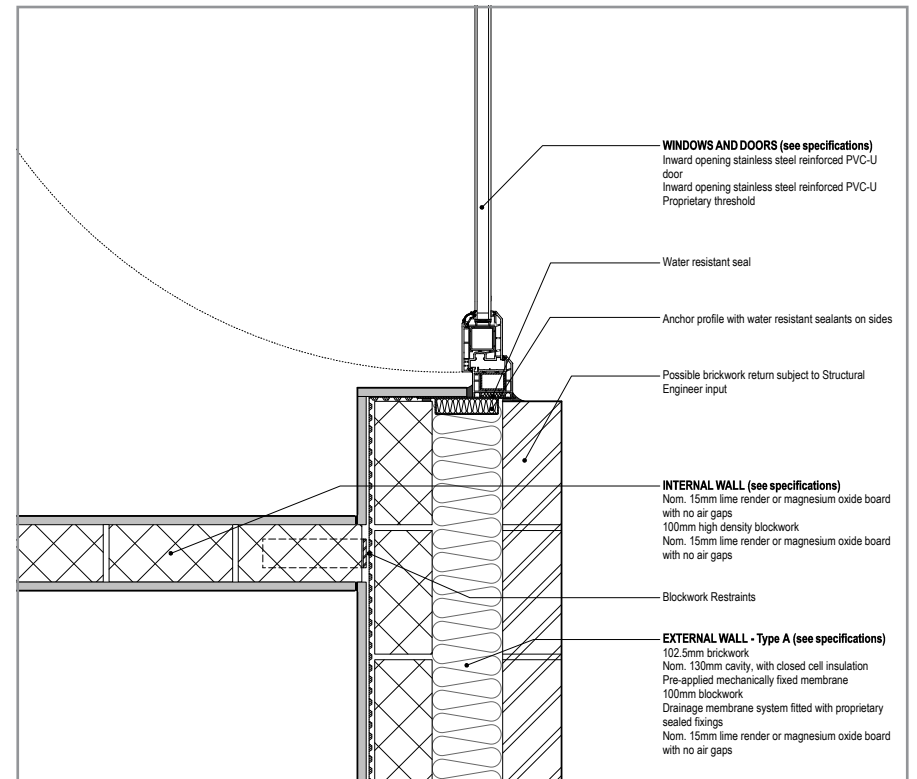 WINDOWS AND DOORS (see specifications)
Inward opening stainless steel reinforced PVC-U
door
Inward opening stainless steel reinforced PVC-U
Proprietary threshold
Water resistant seal
Anchor profile with water resistant sealants on sides
Possible brickwork return subject to Structural
Engineer input
INTERNAL WALL (see specifications)
Nom. 15mm lime render or magnesium oxide board
with no air gaps
100mm high density blockwork
Nom. 15mm lime render or magnesium oxide board
with no air gaps
Blockwork Restraints
EXTERNAL WALL - Type A (see specifications)
102.5mm brickwork
Nom. 130mm cavity, with closed cell insulation
Pre-applied mechanically fixed membrane
100mm blockwork
Drainage membrane system fitted with proprietary
sealed fixings
Nom. 15mm lime render or magnesium oxide board
with no air gaps